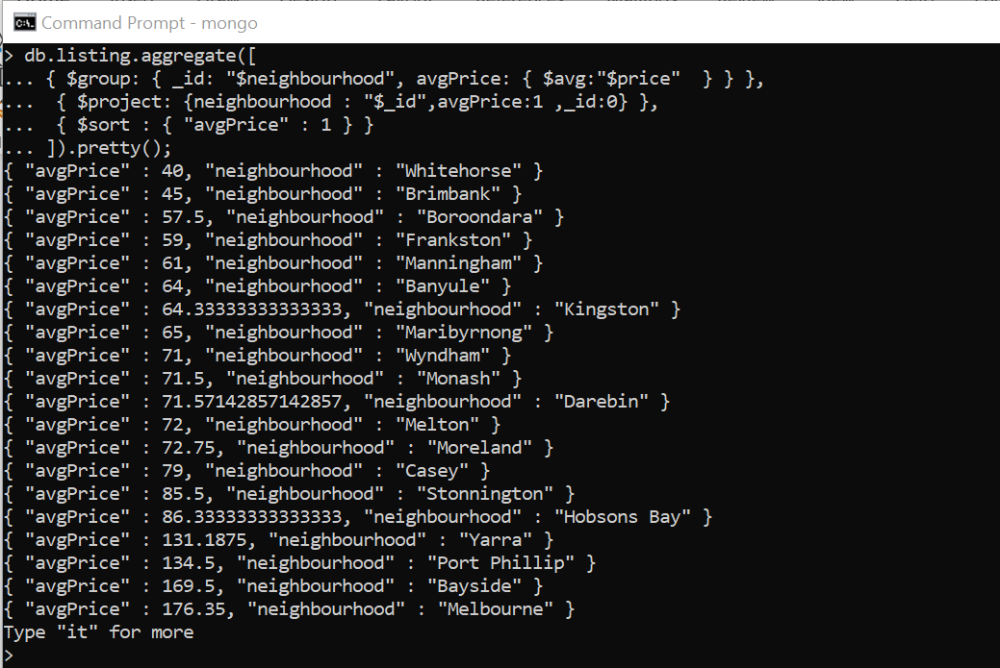 Command Prompt - mongo
> db.listing.aggregate([
... { $group: { _id: "$neighbourhood", avgPrice: { $avg:"$price"  } } },
...  { $project: {neighbourhood : "$_id",avgPrice:1 ,_id:0} },
...  { $sort : { "avgPrice" : 1 } }
... ]).pretty();
{ "avgPrice" : 40, "neighbourhood" : "Whitehorse" }
{ "avgPrice" : 45, "neighbourhood" : "Brimbank" }
{ "avgPrice" : 57.5, "neighbourhood" : "Boroondara" }
{ "avgPrice" : 59, "neighbourhood" : "Frankston" }
{ "avgPrice" : 61, "neighbourhood" : "Manningham" }
{ "avgPrice" : 64, "neighbourhood" : "Banyule" }
{ "avgPrice" : 64.33333333333333, "neighbourhood" : "Kingston" }
{ "avgPrice" : 65, "neighbourhood" : "Maribyrnong" }
{ "avgPrice" : 71, "neighbourhood" : "Wyndham" }
{ "avgPrice" : 71.5, "neighbourhood" : "Monash" }
{ "avgPrice" : 71.57142857142857, "neighbourhood" : "Darebin" }
{ "avgPrice" : 72, "neighbourhood" : "Melton" }
{ "avgPrice" : 72.75, "neighbourhood" : "Moreland" }
{ "avgPrice" : 79, "neighbourhood" : "Casey" }
{ "avgPrice" : 85.5, "neighbourhood" : "Stonnington" }
{ "avgPrice" : 86.33333333333333, "neighbourhood" : "Hobsons Bay" }
{ "avgPrice" : 131.1875, "neighbourhood" : "Yarra" }
{ "avgPrice" : 134.5, "neighbourhood" : "Port Phillip" }
{ "avgPrice" : 169.5, "neighbourhood" : "Bayside" }
{ "avgPrice" : 176.35, "neighbourhood" : "Melbourne" }
Type "it" for more
>